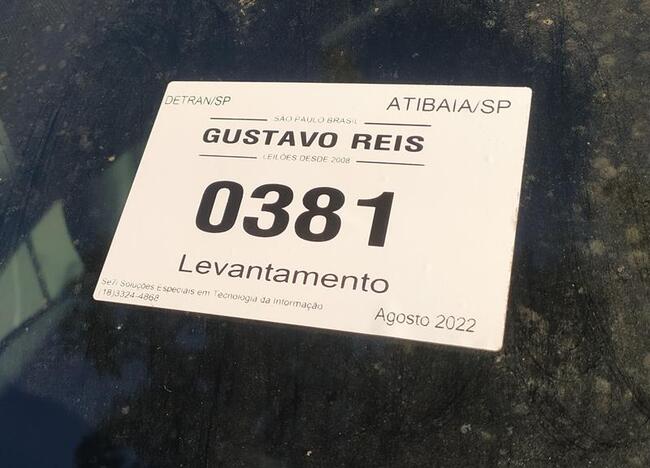 DETRAN/SP
ATIBAIA/SP
SÃO PAULO BRASIL
GUSTAVO REIS
LEILÕES DESDE 2008
0381
Levantamento
Se7i Soluções Especiais em Tecnologia da Informação
(18)3324-4868
Agosto 2022